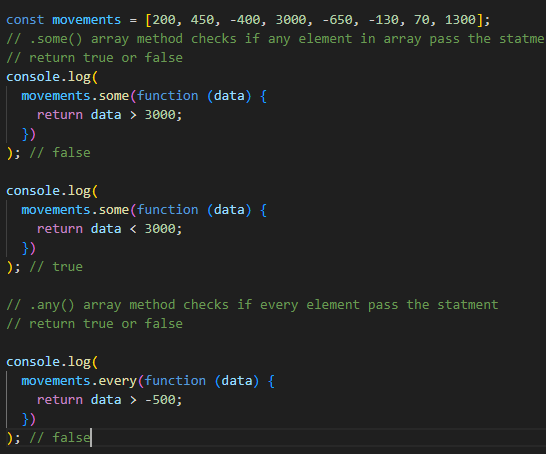 const movements = [200, 450, -400, 3000, -650, -130, 70, 1300];
// .some() array method checks if any element in array pass the statme
// return true or false
console.log(
  movements.some(function (data) {
    return data > 3000;
  })
); // false

console.log(
  movements.some(function (data) {
    return data < 3000;
  })
); // true

// .any() array method checks if every element pass the statment
// return true or false

console.log(
  movements.every(function (data) {
    return data > -500;
  })
); // false